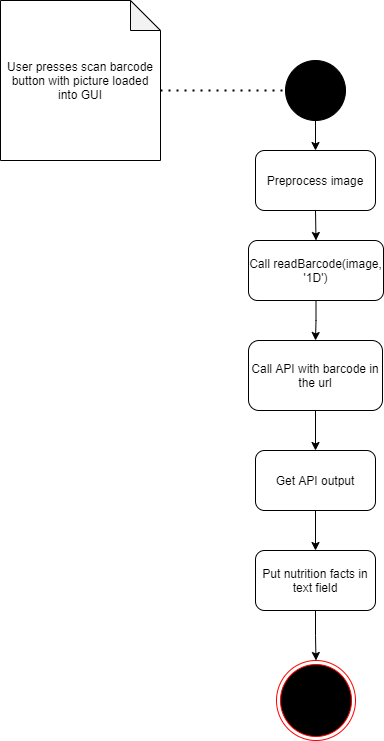 User presses scan barcode
button with picture loaded
into GUI
Preprocess image
Call readBarcode(image,
'1D')
Call API with barcode in
the url
Get API output
Put nutrition facts in
text field